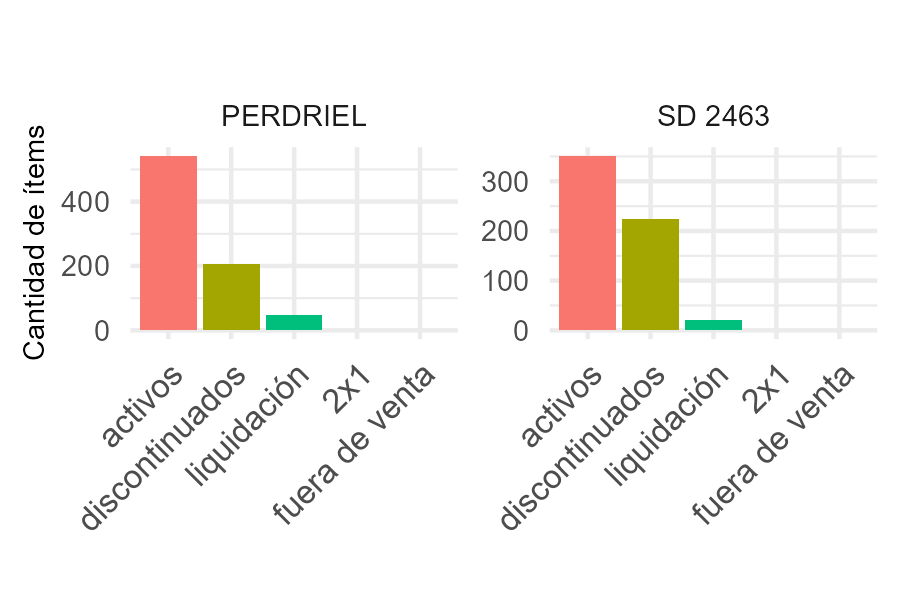 PERDRIEL
SD 2463
Cantidad de ítems
400
200
0
300
200
100
0
activos
discontinuados
liquidación
2x1
fuera de venta
activos
discontinuados
liquidación
2x1
fuera de venta